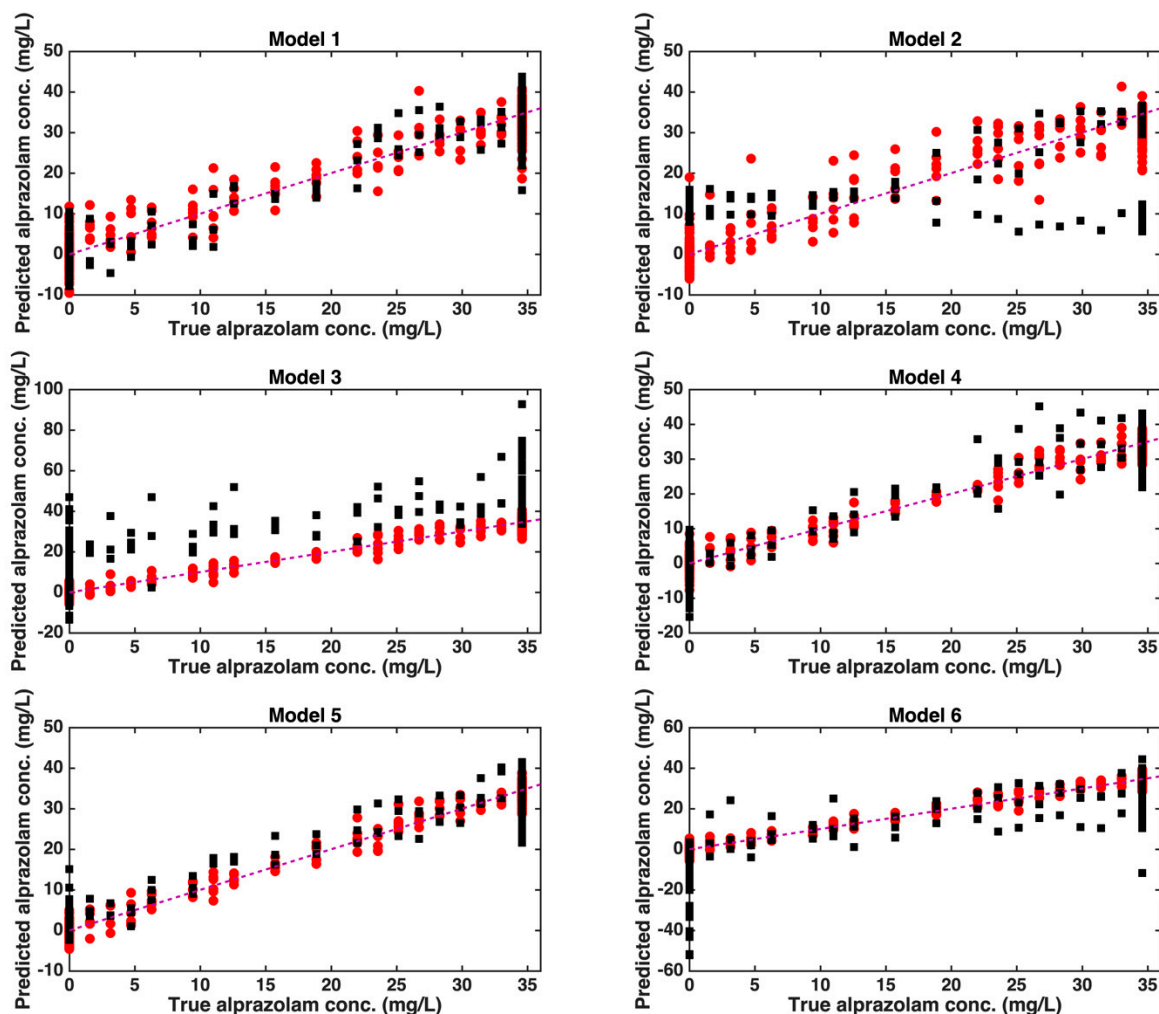 Model 1
Predicted alprazolam conc. (mg/L)
50
40
30
20
10
0
-10
0 5 10 15 20 25 30 35
True alprazolam conc. (mg/L)
Model 2
Predicted alprazolam conc. (mg/L)
50
40
30
20
10
0
-10
0 5 10 15 20 25 30 35
True alprazolam conc. (mg/L)
Model 3
Predicted alprazolam conc. (mg/L)
100
80
60
40
20
0
-20
0 5 10 15 20 25 30 35
True alprazolam conc. (mg/L)
Model 4
Predicted alprazolam conc. (mg/L)
50
40
30
20
10
0
-10
-20
0 5 10 15 20 25 30 35
True alprazolam conc. (mg/L)
Model 5
Predicted alprazolam conc. (mg/L)
50
40
30
20
10
0
-10
0 5 10 15 20 25 30 35
True alprazolam conc. (mg/L)
Model 6
Predicted alprazolam conc. (mg/L)
60
40
20
0
-20
-40
-60
0 5 10 15 20 25 30 35
True alprazolam conc. (mg/L)